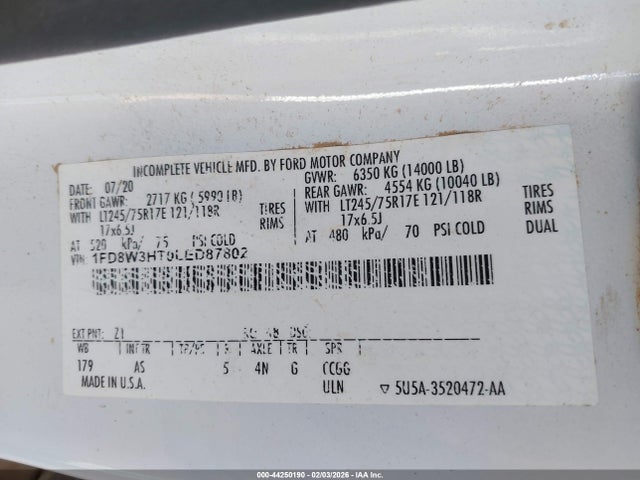 INCOMPLETE VEHICLE MFD. BY FORD MOTOR COMPANY
DATE: 07/20 GVWR: 6350 KG (14000 LB)
FRONT GAWR: 2717 KG (5990 LB) REAR GAWR: 4554 KG (10040 LB)
WITH LT245/75R17E 121/118R TIRES WITH LT245/75R17E 121/118R TIRES
17x6.5J RIMS 17x6.5J RIMS
AT 520 kPa/ 75 PSI COLD AT 480 kPa/ 70 PSI COLD DUAL
VIN: 1FD8W3HT0LED87802
EXT PNT: Z1 DSO
WB INT TR AXLE TR SPR
179 AS 5 4N G CCGG
MADE IN U.S.A. ULN ▽ 5U5A-3520472-AA
000-44250190 - 02/03/2026 - IAA Inc.